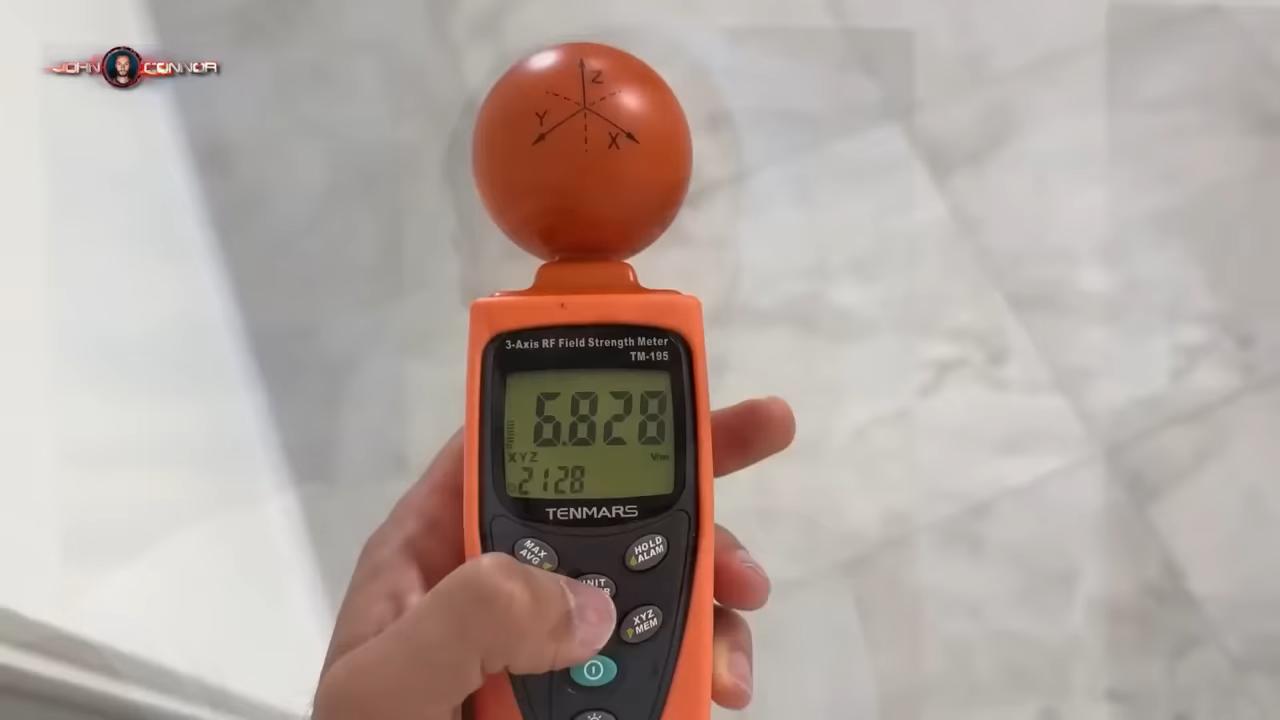 JOHN CONNOR
Z
Y
X
3-Axis RF Field Strength Meter
TM-195
6.828
XYZ
V/m
2128
TENMARS
MAX
AVG
HOLD
ALAM
UNIT
XYZ
MEM